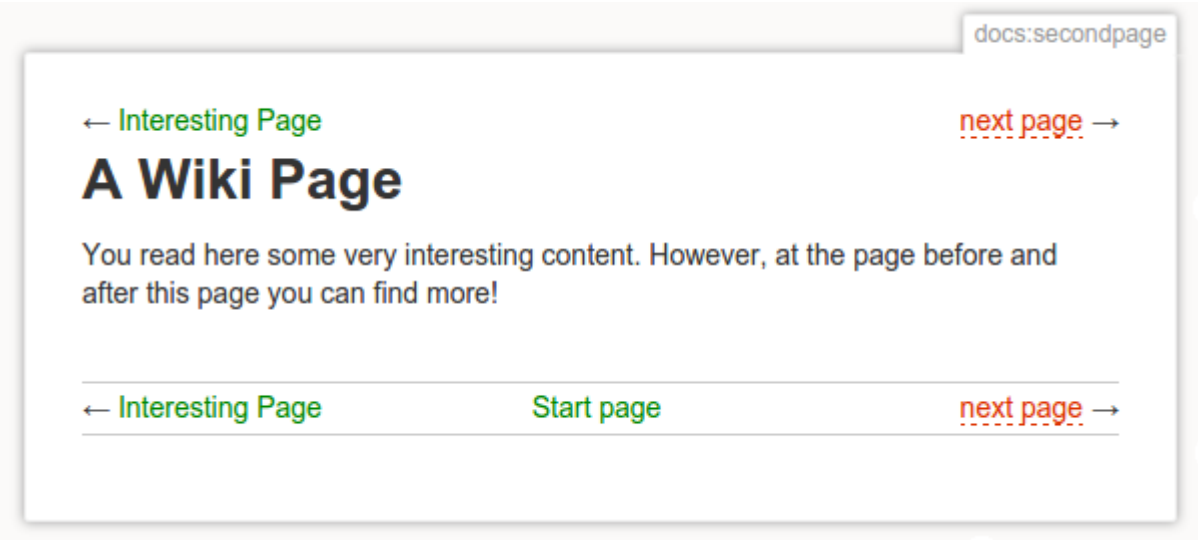 docs:secondpage
← Interesting Page next page →
A Wiki Page
You read here some very interesting content. However, at the page before and
after this page you can find more!
← Interesting Page Start page next page →